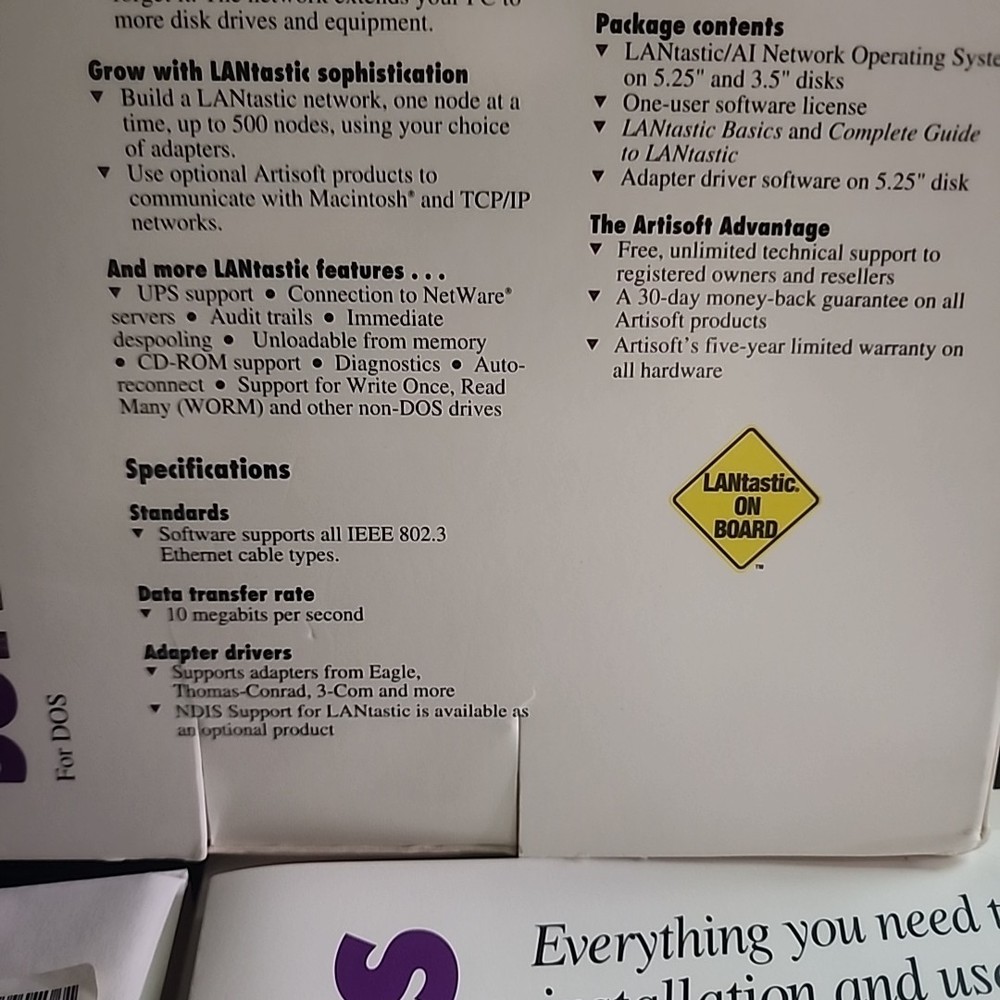 more disk drives and equipment.
Grow with LANtastic sophistication
▼ Build a LANtastic network, one node at a
time, up to 500 nodes, using your choice
of adapters.
▼ Use optional Artisoft products to
communicate with Macintosh® and TCP/IP
networks.
And more LANtastic features . . .
▼ UPS support ● Connection to NetWare®
servers ● Audit trails ● Immediate
despooling ● Unloadable from memory
● CD-ROM support ● Diagnostics ● Auto-
reconnect ● Support for Write Once, Read
Many (WORM) and other non-DOS drives
Specifications
Standards
▼ Software supports all IEEE 802.3
Ethernet cable types.
Data transfer rate
▼ 10 megabits per second
Adapter drivers
▼ Supports adapters from Eagle,
Thomas-Conrad, 3-Com and more
▼ NDIS Support for LANtastic is available as
an optional product
Package contents
▼ LANtastic/AI Network Operating Syste
on 5.25" and 3.5" disks
▼ One-user software license
▼ LANtastic Basics and Complete Guide
to LANtastic
▼ Adapter driver software on 5.25" disk
The Artisoft Advantage
▼ Free, unlimited technical support to
registered owners and resellers
▼ A 30-day money-back guarantee on all
Artisoft products
▼ Artisoft's five-year limited warranty on
all hardware
LANtastic®
ON
BOARD
™
For DOS
Everything you need
installation and